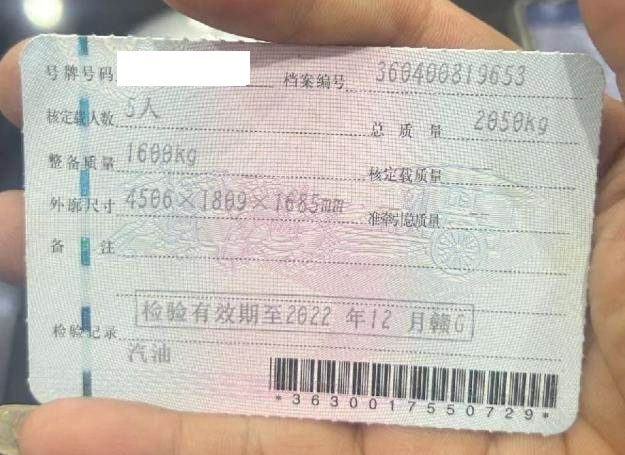 号牌号码 档案编号 360400819653
核定载人数 5人 总质量 2050kg
整备质量 1600kg 核定载质量
外廓尺寸 4506×1809×1685mm 准牵引总质量
备注
检验记录 检验有效期至2022年12月赣G
汽油
*3630017550729*